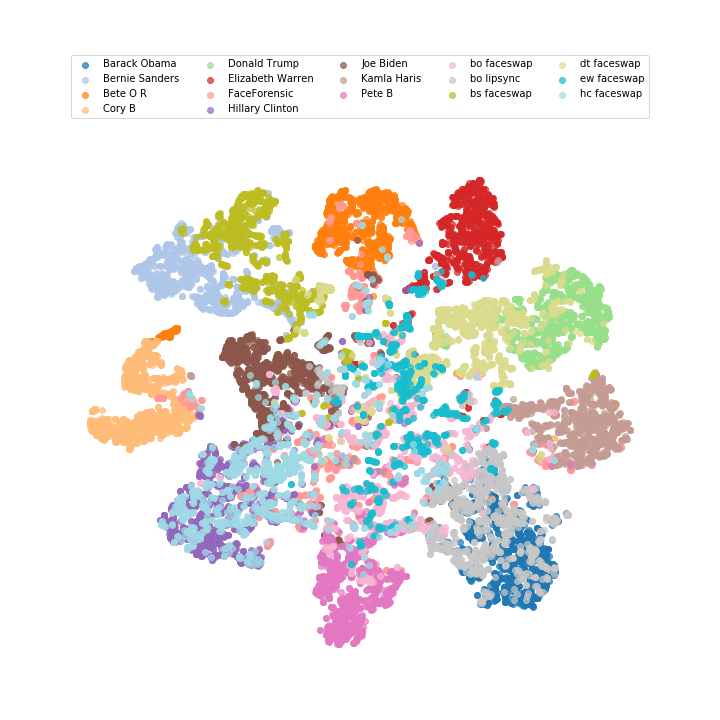 Barack Obama Donald Trump Joe Biden bo faceswap dt faceswap
Bernie Sanders Elizabeth Warren Kamla Haris bo lipsync ew faceswap
Bete O R FaceForensic Pete B bs faceswap hc faceswap
Cory B Hillary Clinton